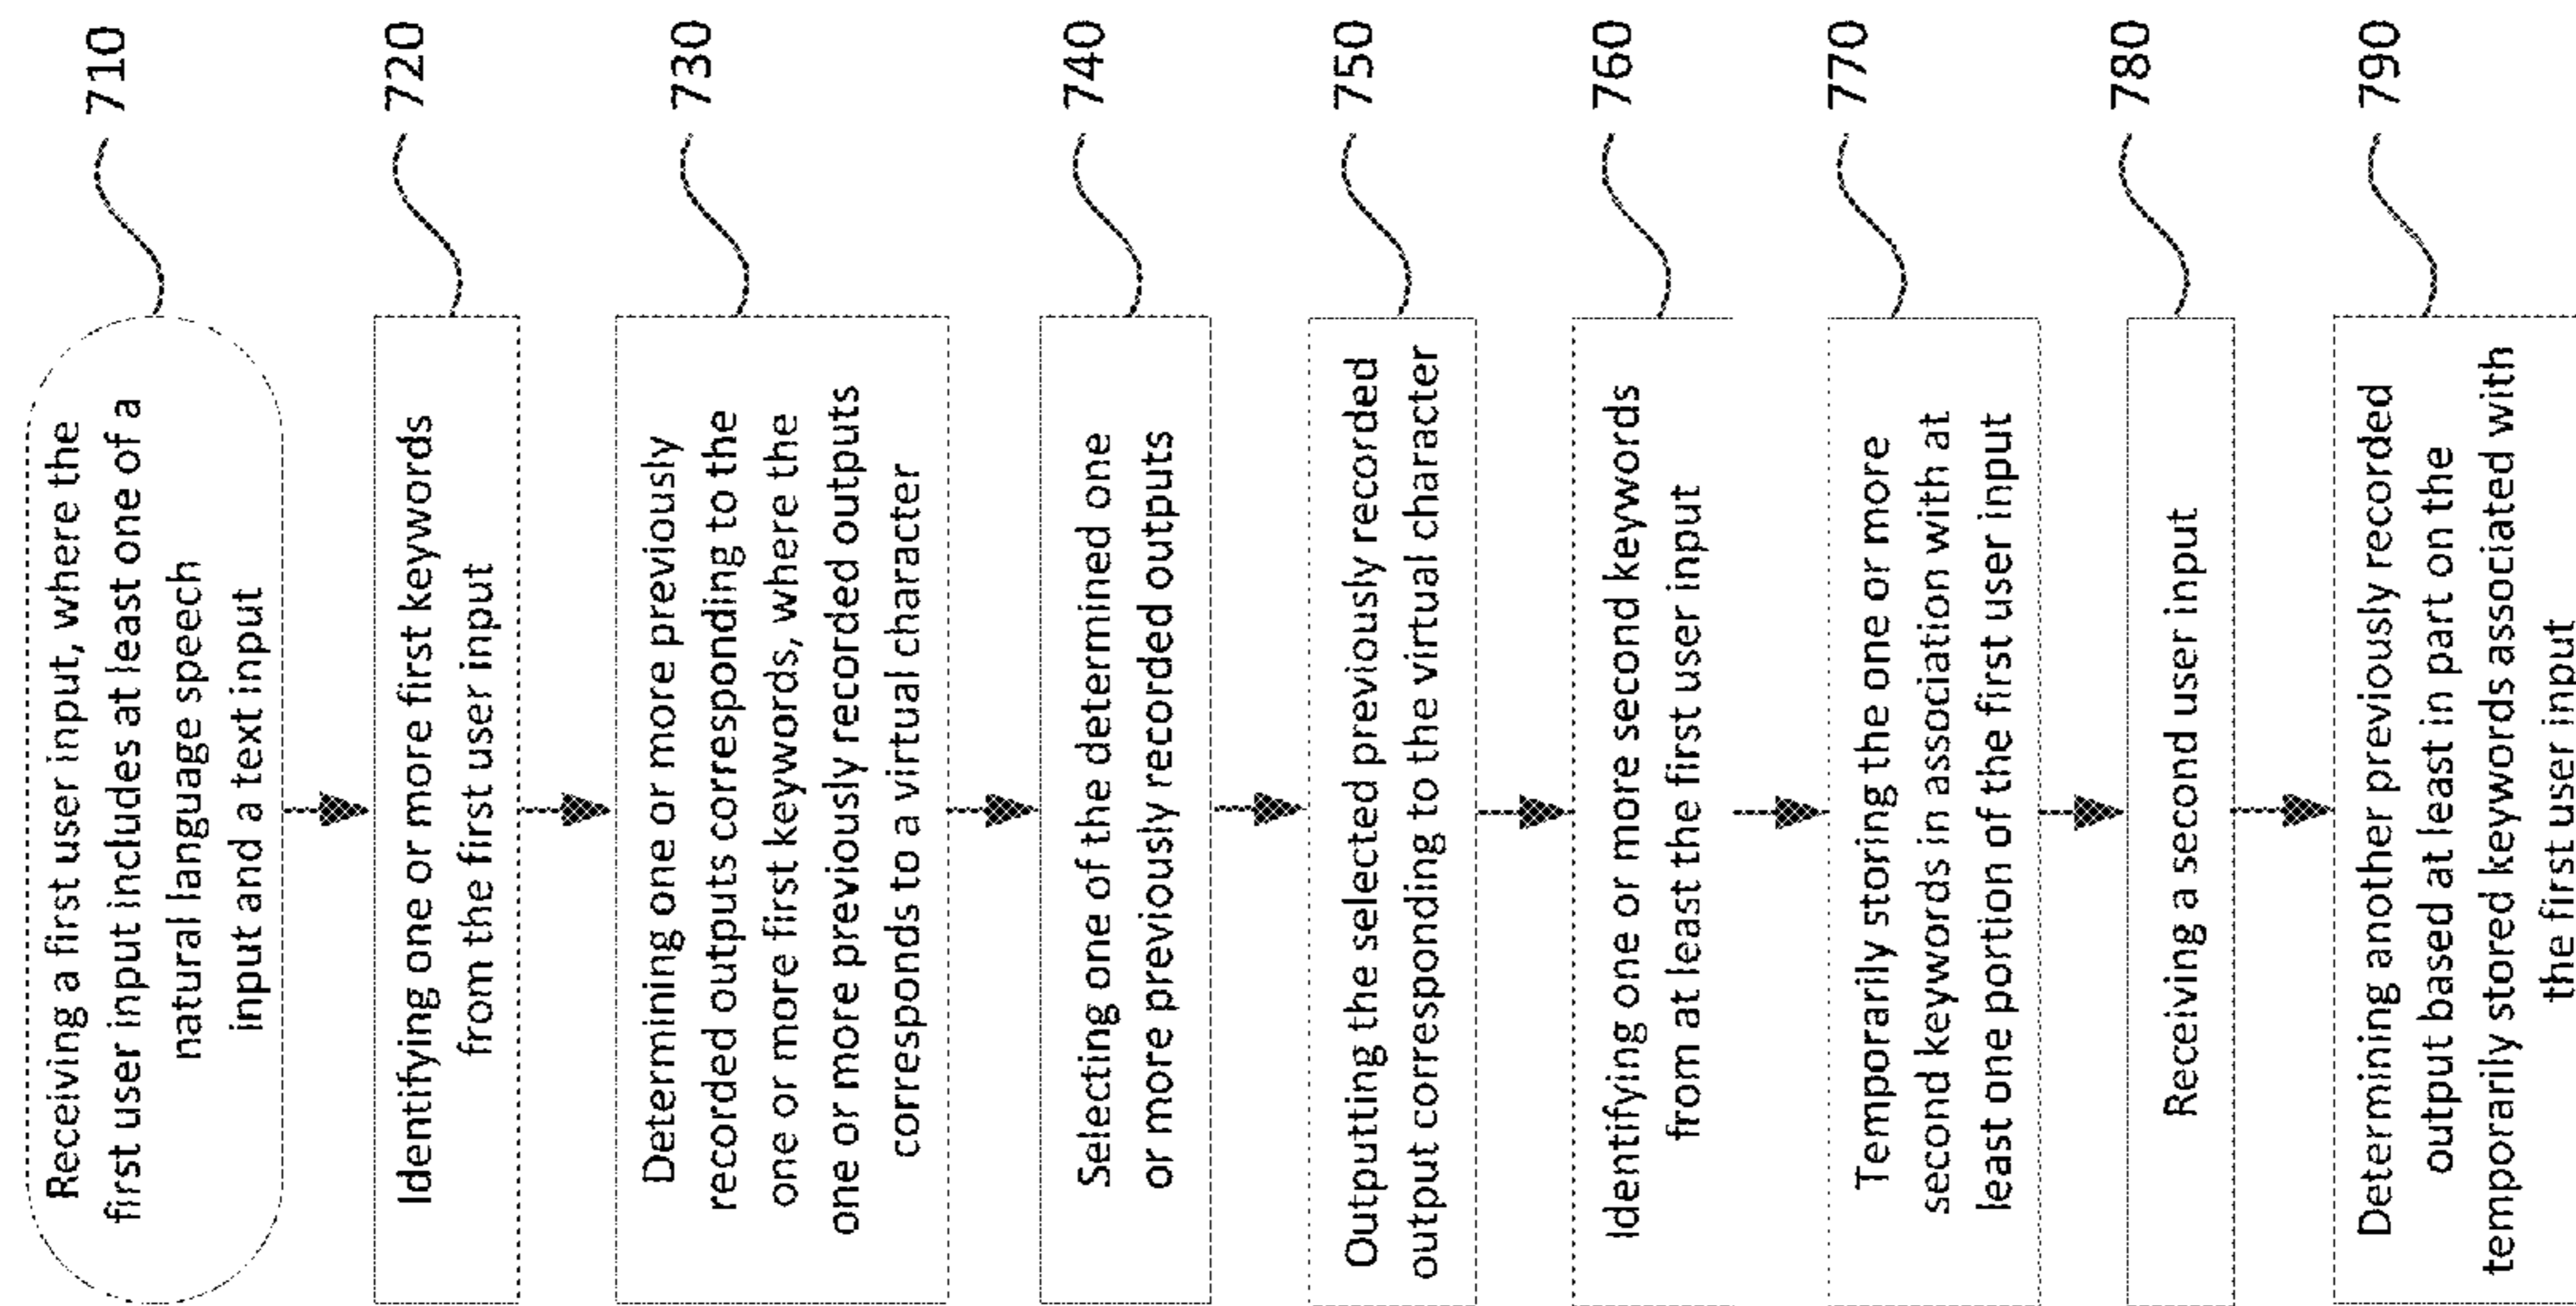 Receiving a first user input, where the
first user input includes at least one of a
natural language speech
input and a text input
710
Identifying one or more first keywords
from the first user input
720
Determining one or more previously
recorded outputs corresponding to the
one or more first keywords, where the
one or more previously recorded outputs
corresponds to a virtual character
730
Selecting one of the determined one
or more previously recorded outputs
740
Outputting the selected previously recorded
output corresponding to the virtual character
750
Identifying one or more second keywords
from at least the first user input
760
Temporarily storing the one or more
second keywords in association with at
least one portion of the first user input
770
Receiving a second user input
780
Determining another previously recorded
output based at least in part on the
temporarily stored keywords associated with
the first user input
790